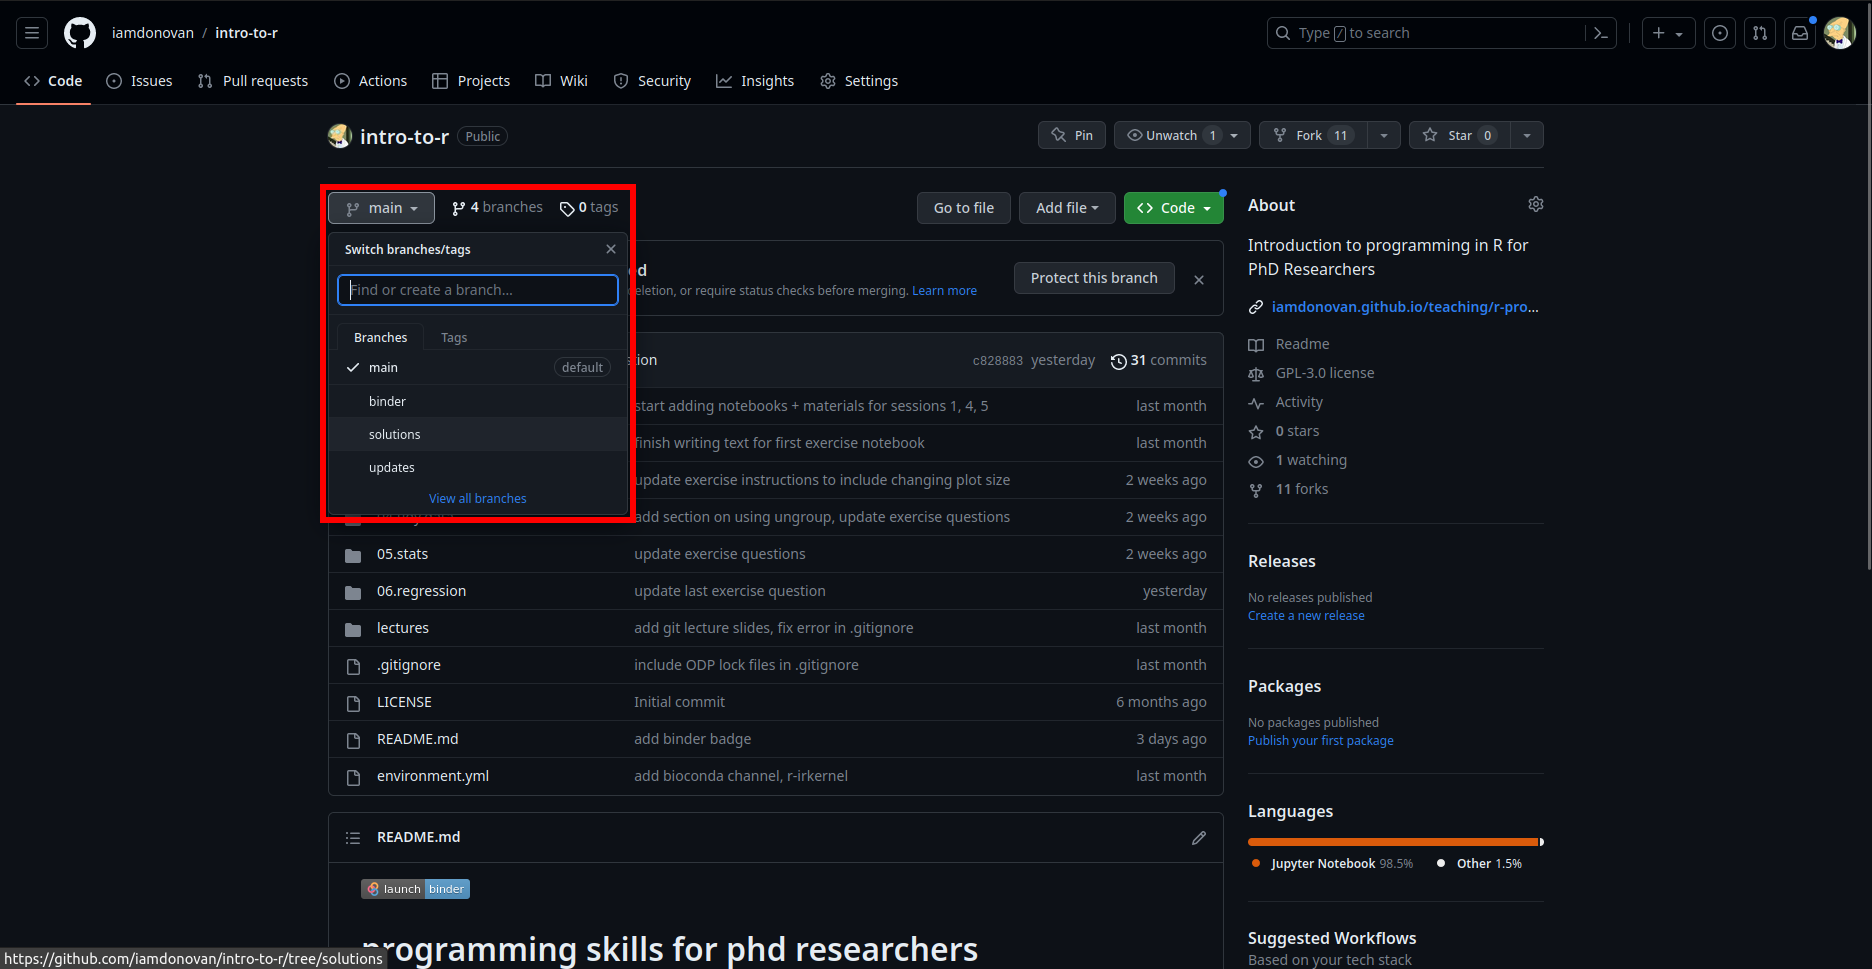 iamdonovan / intro-to-r
Type / to search
Code Issues Pull requests Actions Projects Wiki Security Insights Settings
intro-to-r Public
Pin Unwatch 1 Fork 11 Star 0
main 4 branches 0 tags
Go to file Add file Code
Switch branches/tags
Find or create a branch...
Branches Tags
main default
binder
solutions
updates
View all branches
ed
eletion, or require status checks before merging. Learn more
Protect this branch
ion c828883 yesterday 31 commits
start adding notebooks + materials for sessions 1, 4, 5 last month
finish writing text for first exercise notebook last month
update exercise instructions to include changing plot size 2 weeks ago
add section on using ungroup, update exercise questions 2 weeks ago
05.stats update exercise questions 2 weeks ago
06.regression update last exercise question yesterday
lectures add git lecture slides, fix error in .gitignore last month
.gitignore include ODP lock files in .gitignore last month
LICENSE Initial commit 6 months ago
README.md add binder badge 3 days ago
environment.yml add bioconda channel, r-irkernel last month
README.md
launch binder
programming skills for phd researchers
https://github.com/iamdonovan/intro-to-r/tree/solutions
About
Introduction to programming in R for
PhD Researchers
iamdonovan.github.io/teaching/r-pro...
Readme
GPL-3.0 license
Activity
0 stars
1 watching
11 forks
Releases
No releases published
Create a new release
Packages
No packages published
Publish your first package
Languages
Jupyter Notebook 98.5% Other 1.5%
Suggested Workflows
Based on your tech stack